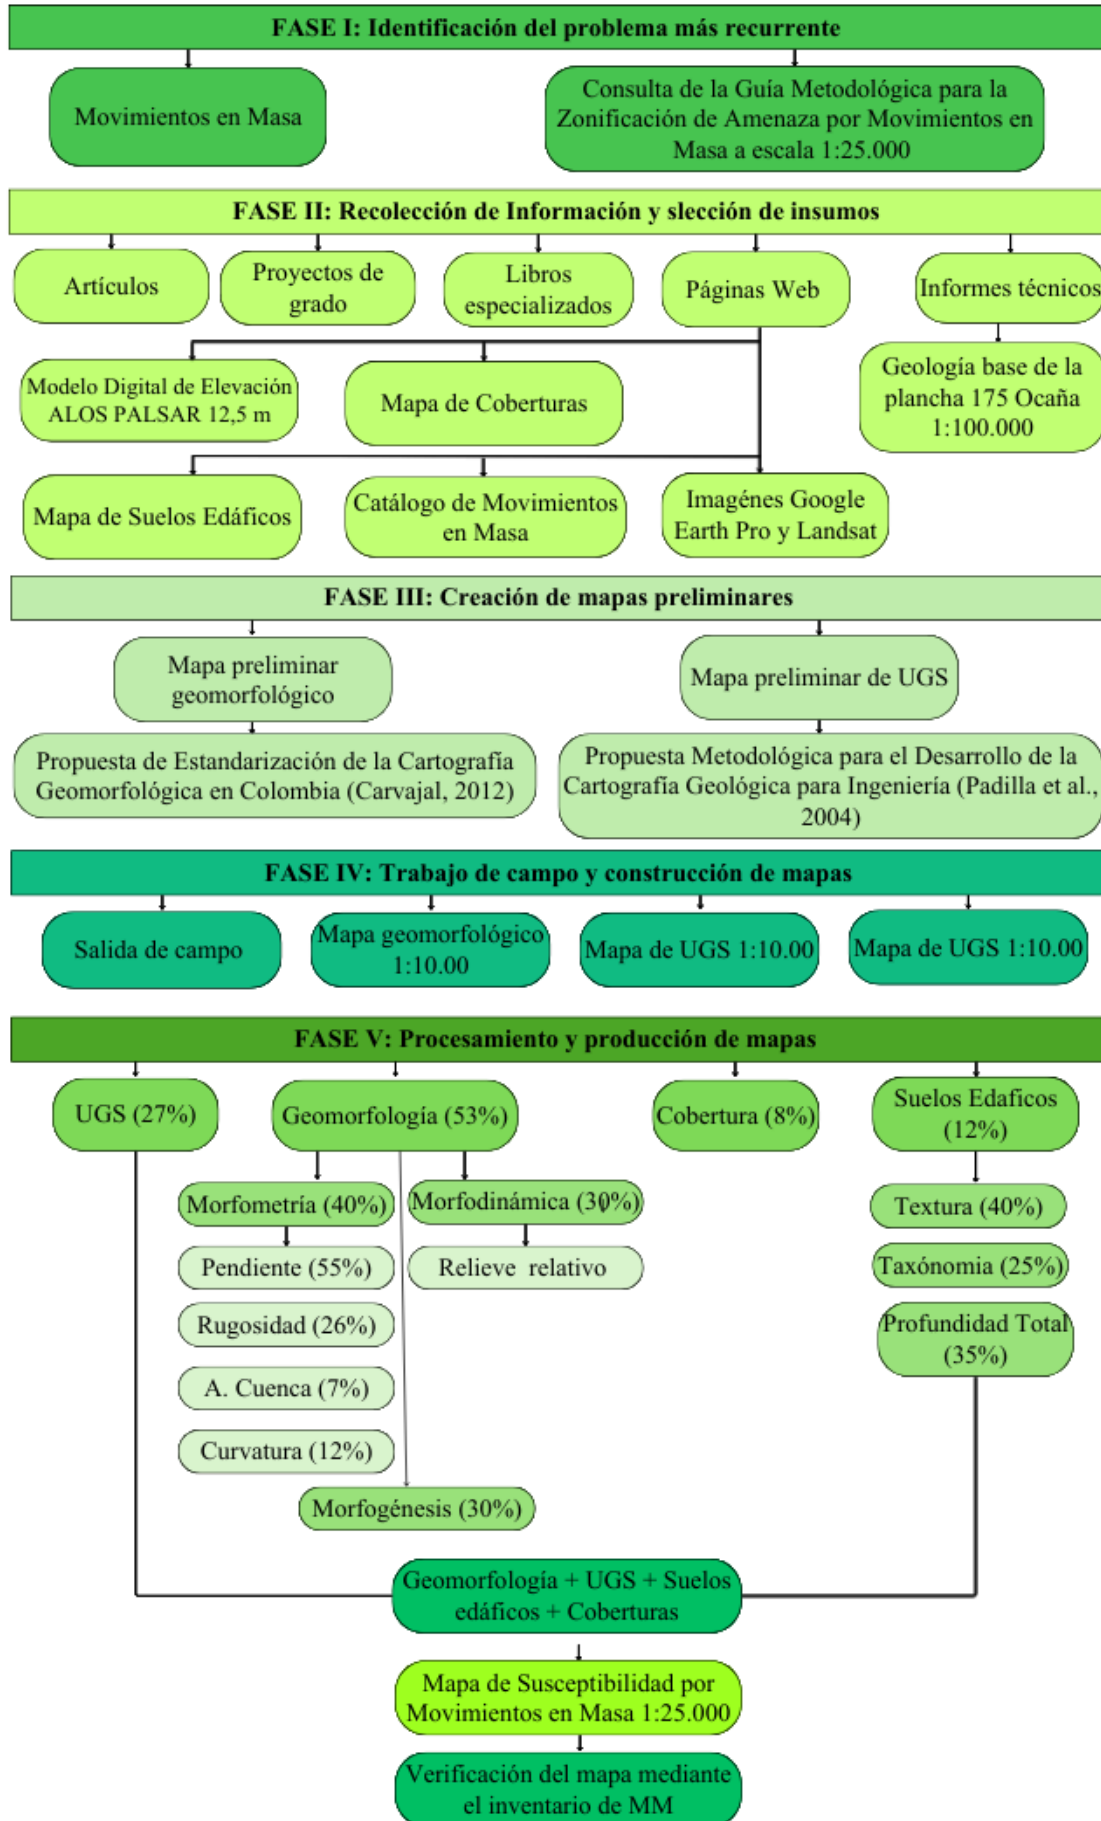 FASE I: Identificación del problema más recurrente
Movimientos en Masa
Consulta de la Guía Metodológica para la
Zonificación de Amenaza por Movimientos en
Masa a escala 1:25.000
FASE II: Recolección de Información y slección de insumos
Artículos
Proyectos de
grado
Libros
especializados
Páginas Web
Informes técnicos
Modelo Digital de Elevación
ALOS PALSAR 12,5 m
Mapa de Coberturas
Geología base de la
plancha 175 Ocaña
1:100.000
Mapa de Suelos Edáficos
Catálogo de Movimientos
en Masa
Imagénes Google
Earth Pro y Landsat
FASE III: Creación de mapas preliminares
Mapa preliminar
geomorfológico
Mapa preliminar de UGS
Propuesta de Estandarización de la Cartografía
Geomorfológica en Colombia (Carvajal, 2012)
Propuesta Metodológica para el Desarrollo de la
Cartografía Geológica para Ingeniería (Padilla et al.,
2004)
FASE IV: Trabajo de campo y construcción de mapas
Salida de campo
Mapa geomorfológico
1:10.00
Mapa de UGS 1:10.00
Mapa de UGS 1:10.00
FASE V: Procesamiento y producción de mapas
UGS (27%)
Geomorfología (53%)
Cobertura (8%)
Suelos Edaficos
(12%)
Morfometría (40%)
Morfodinámica (30%)
Textura (40%)
Pendiente (55%)
Relieve relativo
Taxónomia (25%)
Rugosidad (26%)
Profundidad Total
(35%)
A. Cuenca (7%)
Curvatura (12%)
Morfogénesis (30%)
Geomorfología + UGS + Suelos
edáficos + Coberturas
Mapa de Susceptibilidad por
Movimientos en Masa 1:25.000
Verificación del mapa mediante
el inventario de MM